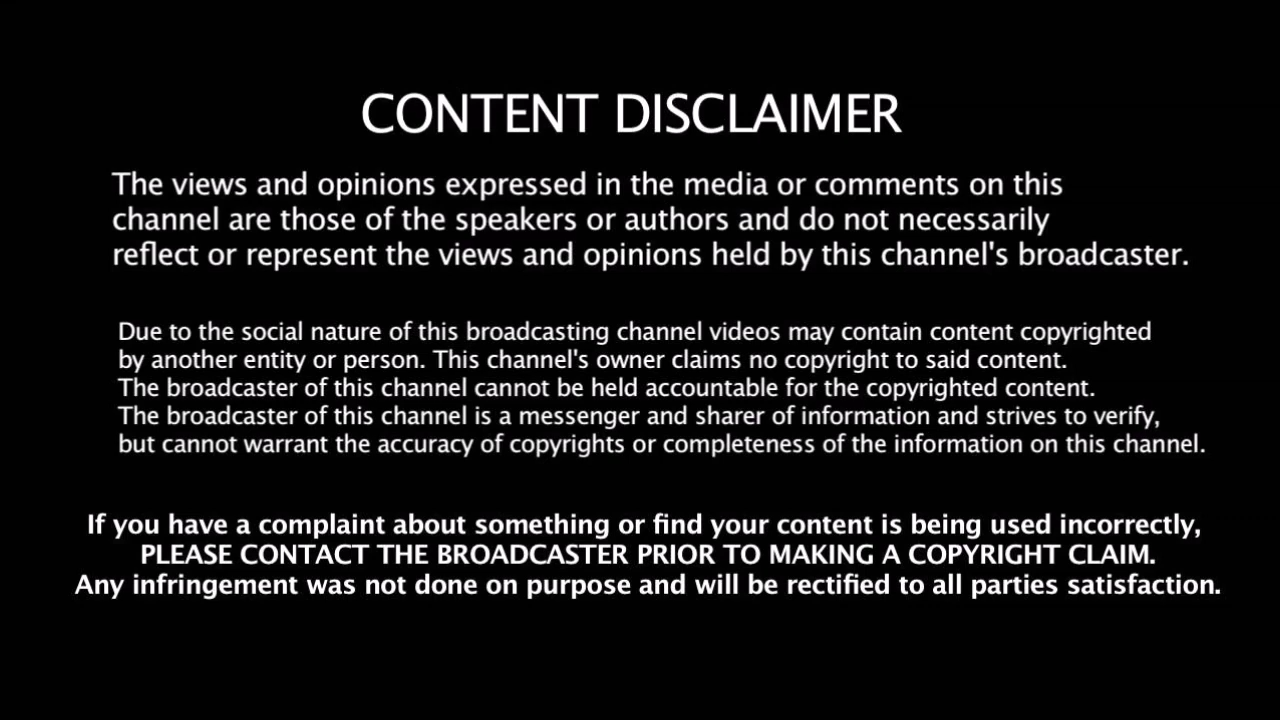 CONTENT DISCLAIMER
The views and opinions expressed in the media or comments on this
channel are those of the speakers or authors and do not necessarily
reflect or represent the views and opinions held by this channel's broadcaster.
Due to the social nature of this broadcasting channel videos may contain content copyrighted
by another entity or person. This channel's owner claims no copyright to said content.
The broadcaster of this channel cannot be held accountable for the copyrighted content.
The broadcaster of this channel is a messenger and sharer of information and strives to verify,
but cannot warrant the accuracy of copyrights or completeness of the information on this channel.
If you have a complaint about something or find your content is being used incorrectly,
PLEASE CONTACT THE BROADCASTER PRIOR TO MAKING A COPYRIGHT CLAIM.
Any infringement was not done on purpose and will be rectified to all parties satisfaction.